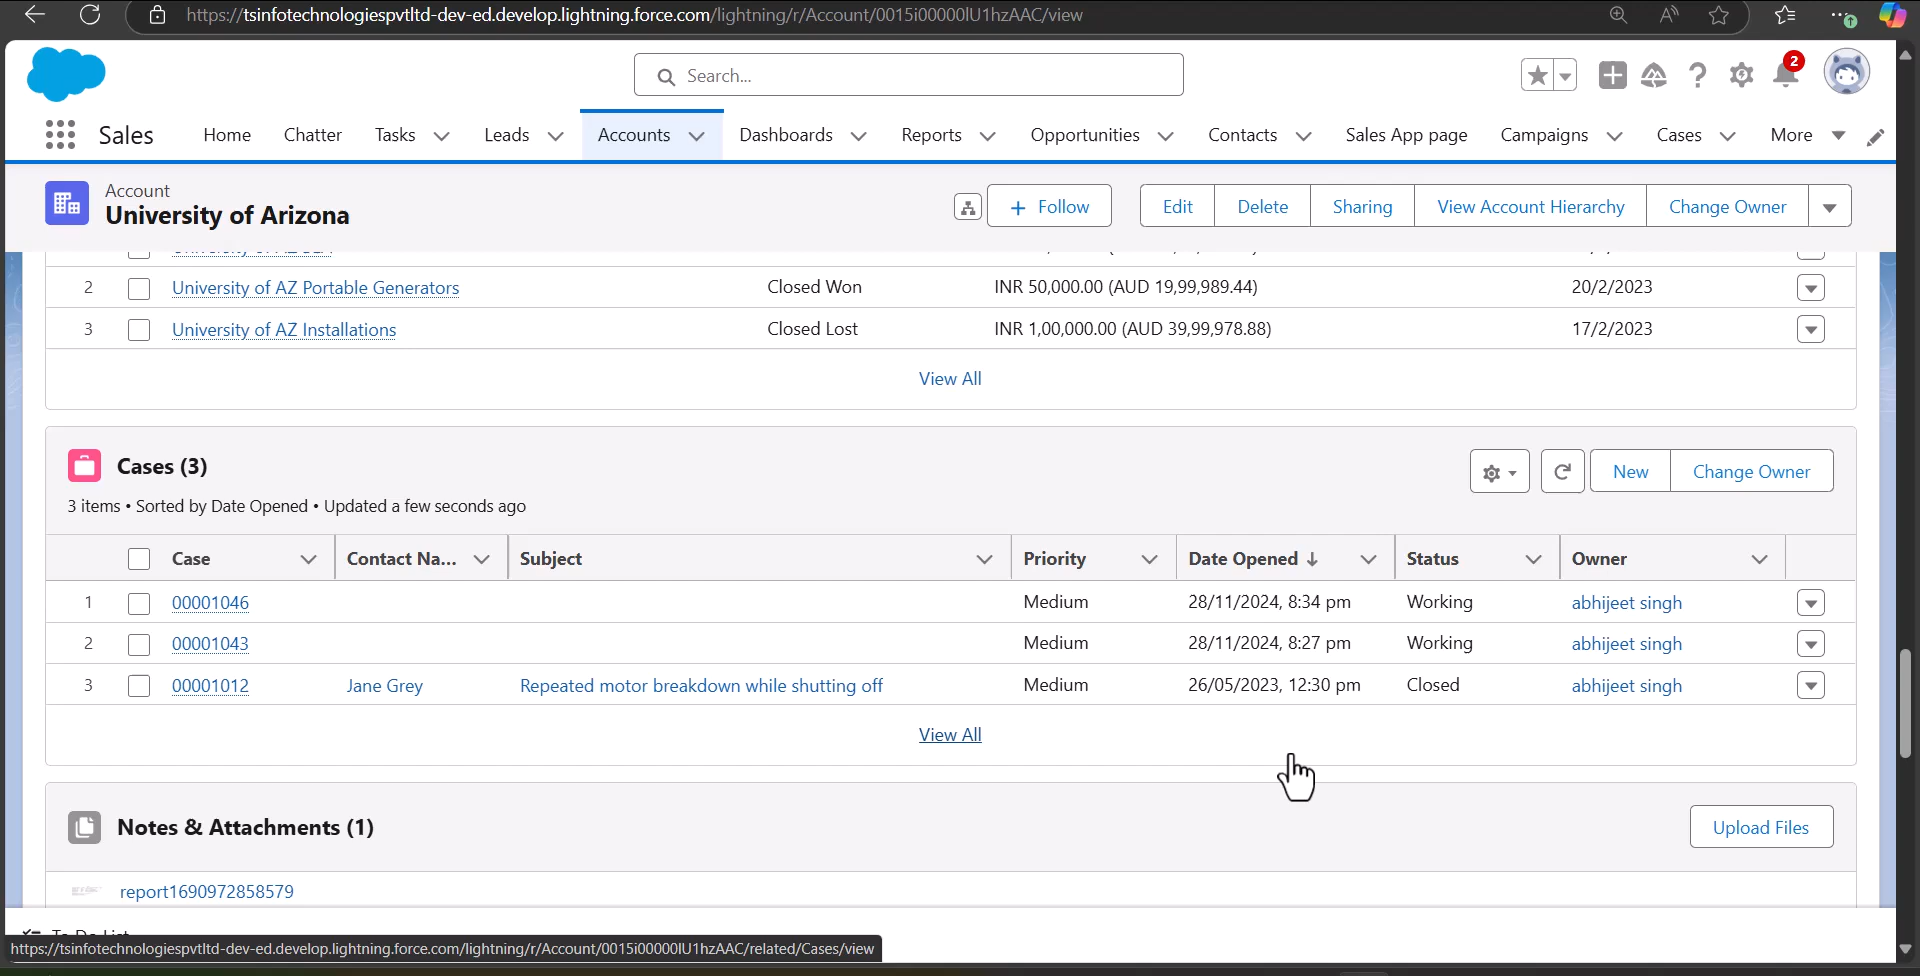 https://tsinfotechnologiespvtltd-dev-ed.develop.lightning.force.com/lightning/r/Account/0015i00000IU1hzAAC/view
Search...
2
Sales Home Chatter Tasks Leads Accounts Dashboards Reports Opportunities Contacts Sales App page Campaigns Cases More
Account
University of Arizona
+ Follow Edit Delete Sharing View Account Hierarchy Change Owner
2 University of AZ Portable Generators Closed Won INR 50,000.00 (AUD 19,99,989.44) 20/2/2023
3 University of AZ Installations Closed Lost INR 1,00,000.00 (AUD 39,99,978.88) 17/2/2023
View All
Cases (3)
New Change Owner
3 items • Sorted by Date Opened • Updated a few seconds ago
Case Contact Na... Subject Priority Date Opened ↓ Status Owner
1 00001046 Medium 28/11/2024, 8:34 pm Working abhijeet singh
2 00001043 Medium 28/11/2024, 8:27 pm Working abhijeet singh
3 00001012 Jane Grey Repeated motor breakdown while shutting off Medium 26/05/2023, 12:30 pm Closed abhijeet singh
View All
Notes & Attachments (1)
Upload Files
report1690972858579
To Do List
https://tsinfotechnologiespvtltd-dev-ed.develop.lightning.force.com/lightning/r/Account/0015i00000IU1hzAAC/related/Cases/view